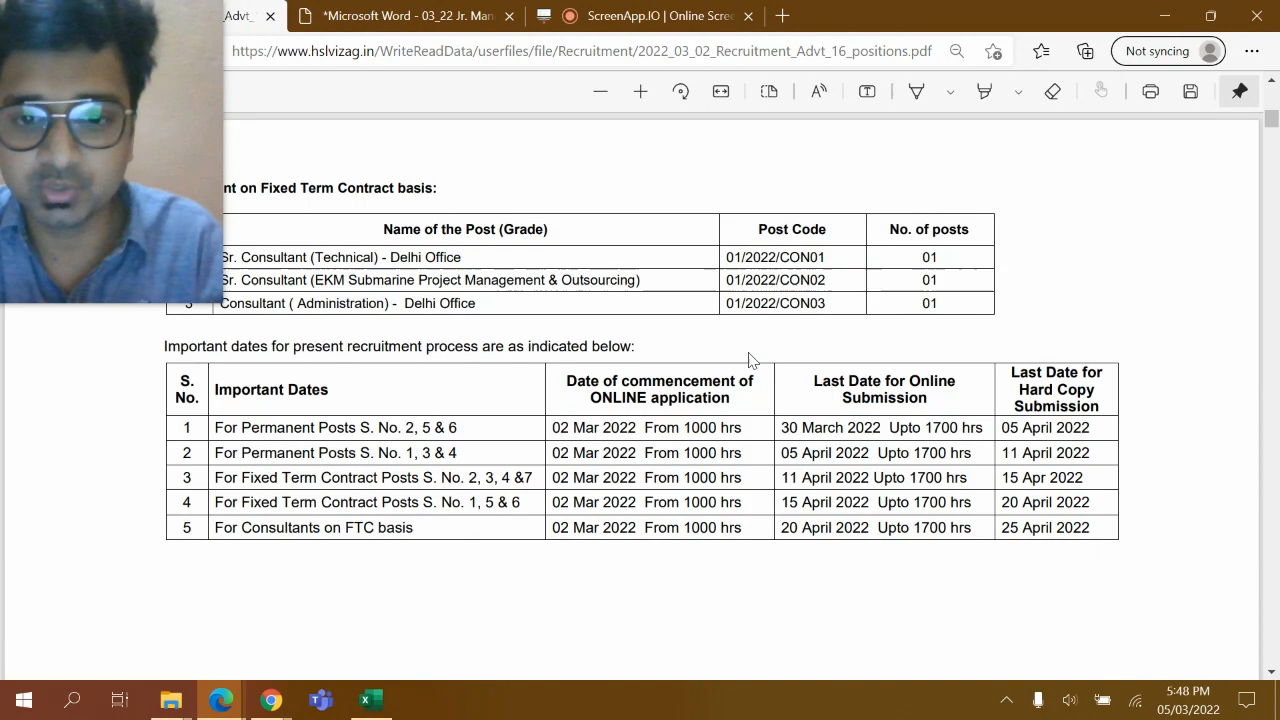 _Advt_
*Microsoft Word - 03_22 Jr. Man
ScreenApp.IO | Online Scree
https://www.hslvizag.in/WriteReadData/userfiles/file/Recruitment/2022_03_02_Recruitment_Advt_16_positions.pdf
Not syncing
nt on Fixed Term Contract basis:
Name of the Post (Grade) Post Code No. of posts
Sr. Consultant (Technical) - Delhi Office 01/2022/CON01 01
Sr. Consultant (EKM Submarine Project Management & Outsourcing) 01/2022/CON02 01
3 Consultant ( Administration) - Delhi Office 01/2022/CON03 01
Important dates for present recruitment process are as indicated below:
S. No. Important Dates Date of commencement of ONLINE application Last Date for Online Submission Last Date for Hard Copy Submission
1 For Permanent Posts S. No. 2, 5 & 6 02 Mar 2022 From 1000 hrs 30 March 2022 Upto 1700 hrs 05 April 2022
2 For Permanent Posts S. No. 1, 3 & 4 02 Mar 2022 From 1000 hrs 05 April 2022 Upto 1700 hrs 11 April 2022
3 For Fixed Term Contract Posts S. No. 2, 3, 4 &7 02 Mar 2022 From 1000 hrs 11 April 2022 Upto 1700 hrs 15 Apr 2022
4 For Fixed Term Contract Posts S. No. 1, 5 & 6 02 Mar 2022 From 1000 hrs 15 April 2022 Upto 1700 hrs 20 April 2022
5 For Consultants on FTC basis 02 Mar 2022 From 1000 hrs 20 April 2022 Upto 1700 hrs 25 April 2022
5:48 PM
05/03/2022